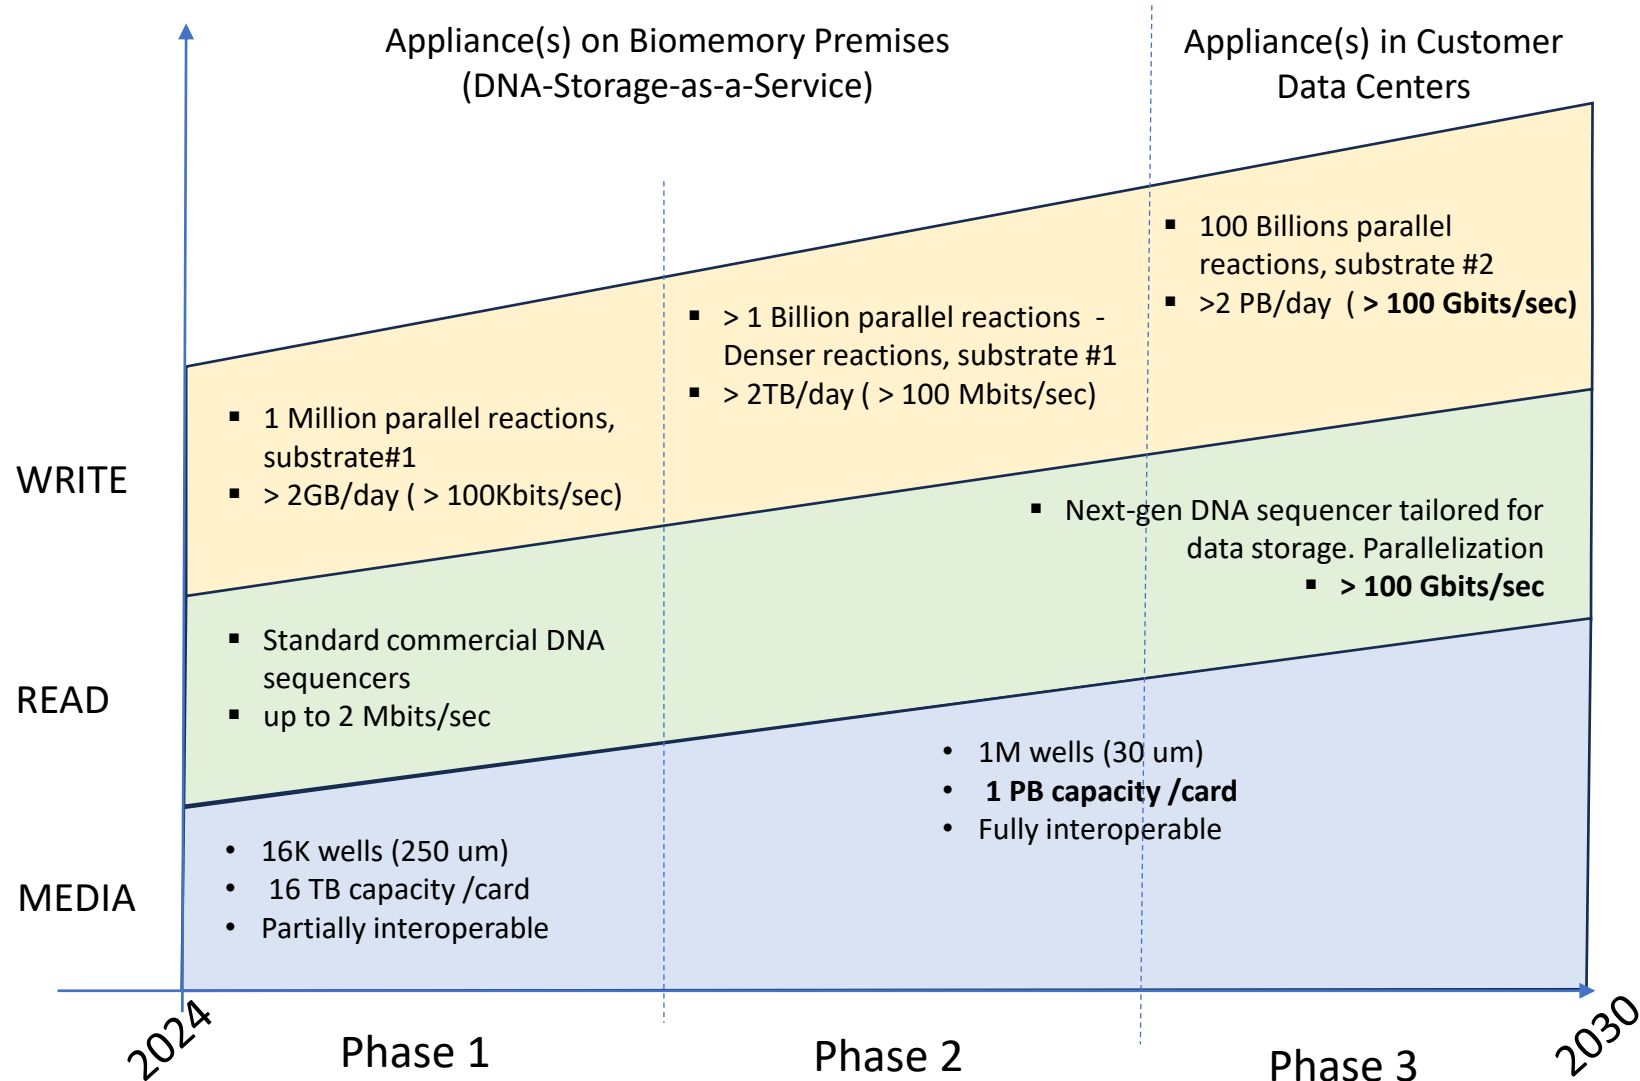 Appliance(s) on Biomemory Premises
(DNA-Storage-as-a-Service)
Appliance(s) in Customer
Data Centers
WRITE
▪ 1 Million parallel reactions,
substrate#1
▪ > 2GB/day ( > 100Kbits/sec)
▪ > 1 Billion parallel reactions -
Denser reactions, substrate #1
▪ > 2TB/day ( > 100 Mbits/sec)
▪ 100 Billions parallel
reactions, substrate #2
▪ >2 PB/day ( > 100 Gbits/sec)
READ
▪ Standard commercial DNA
sequencers
▪ up to 2 Mbits/sec
▪ Next-gen DNA sequencer tailored for
data storage. Parallelization
▪ > 100 Gbits/sec
MEDIA
• 16K wells (250 um)
• 16 TB capacity /card
• Partially interoperable
• 1M wells (30 um)
• 1 PB capacity /card
• Fully interoperable
2024
Phase 1
Phase 2
Phase 3
2030